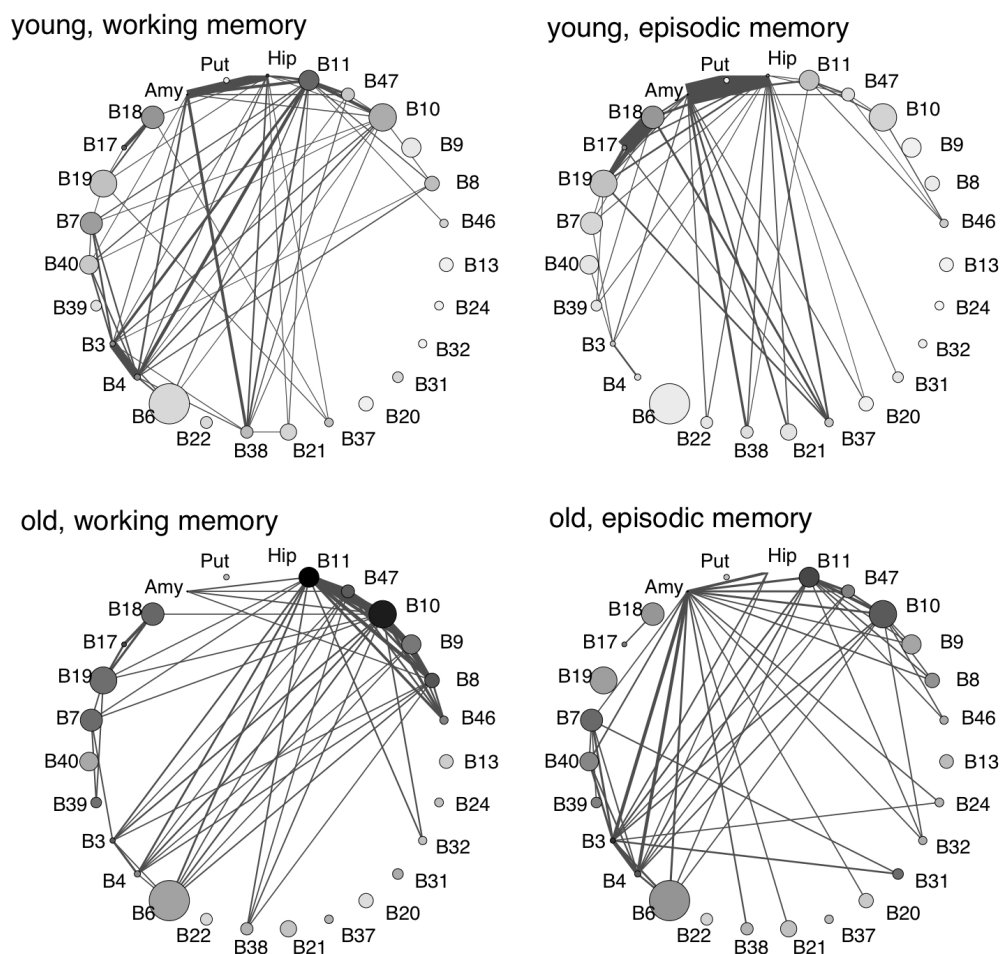 young, working memory
Put
Hip
B11
B47
B10
B9
B8
B46
B13
B24
B32
B31
B20
B37
B21
B38
B22
B6
B4
B3
B39
B40
B7
B19
B17
B18
Amy
young, episodic memory
Put
Hip
B11
B47
B10
B9
B8
B46
B13
B24
B32
B31
B20
B37
B21
B38
B22
B6
B4
B3
B39
B40
B7
B19
B17
B18
Amy
old, working memory
Put
Hip
B11
B47
B10
B9
B8
B46
B13
B24
B32
B31
B20
B37
B21
B38
B22
B6
B4
B3
B39
B40
B7
B19
B17
B18
Amy
old, episodic memory
Put
Hip
B11
B47
B10
B9
B8
B46
B13
B24
B32
B31
B20
B37
B21
B38
B22
B6
B4
B3
B39
B40
B7
B19
B17
B18
Amy